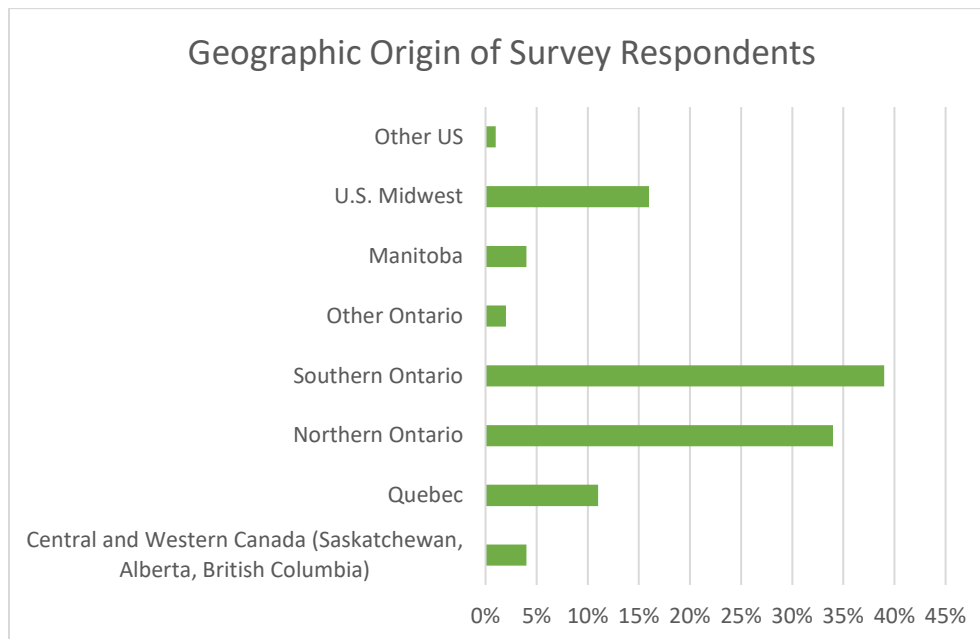 Geographic Origin of Survey Respondents
Other US
U.S. Midwest
Manitoba
Other Ontario
Southern Ontario
Northern Ontario
Quebec
Central and Western Canada (Saskatchewan,
Alberta, British Columbia)
0% 5% 10% 15% 20% 25% 30% 35% 40% 45%